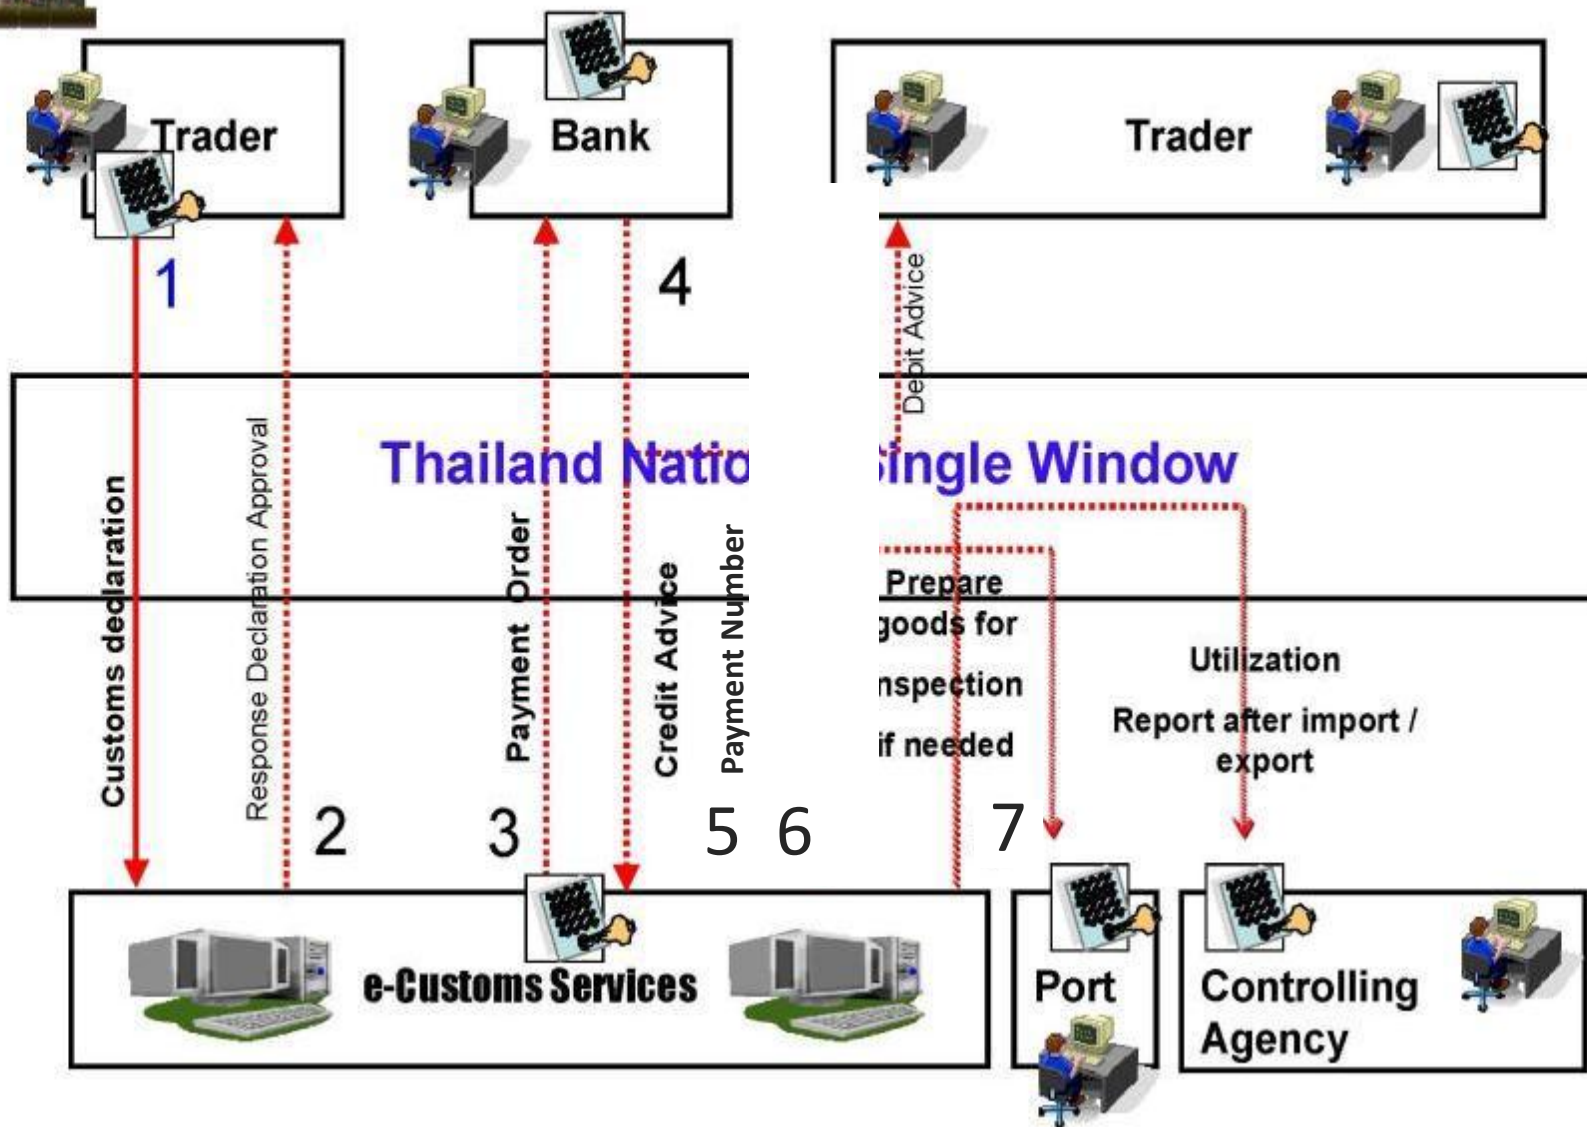 Trader
Bank
Trader
1
4
Debit Advice
Thailand Natio
ingle Window
Customs declaration
Response Declaration Approval
Payment Order
Credit Advice
Payment Number
Prepare
goods for
nspection
if needed
Utilization
Report after import /
export
2
3
5
6
7
e-Customs Services
Port
Controlling
Agency